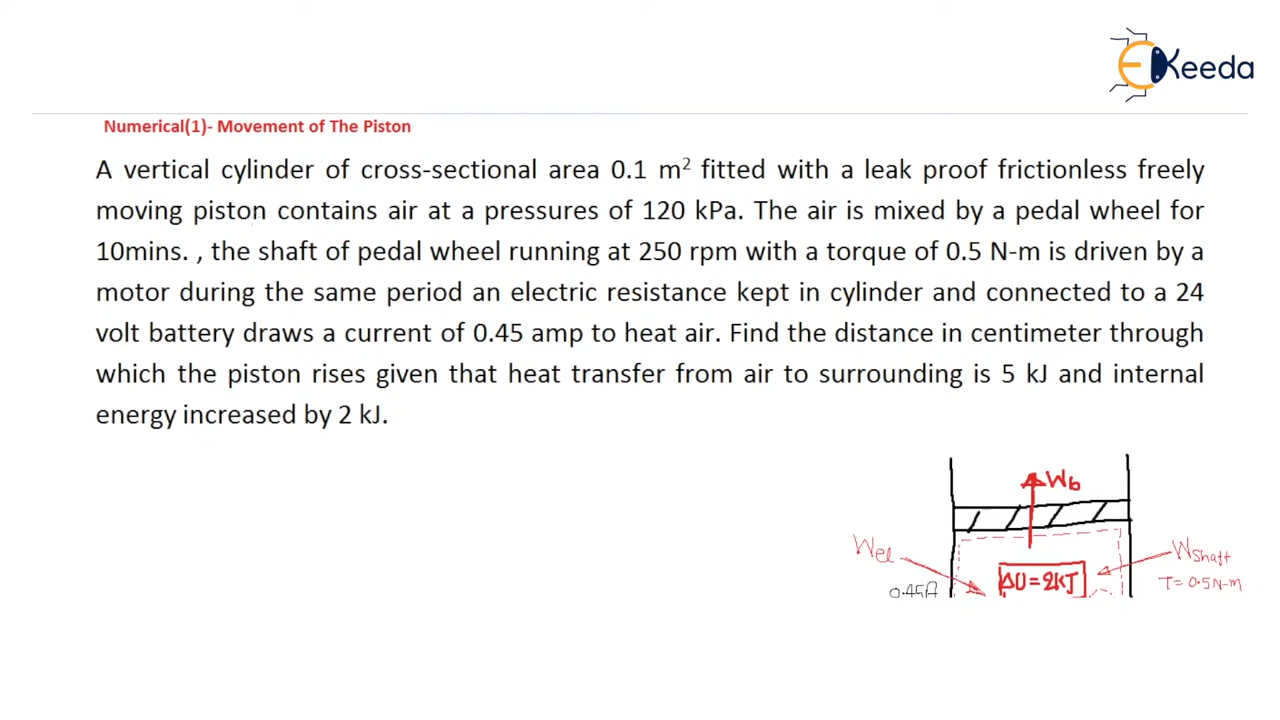 EKeeda
Numerical(1)- Movement of The Piston
A vertical cylinder of cross-sectional area 0.1 m² fitted with a leak proof frictionless freely
moving piston contains air at a pressures of 120 kPa. The air is mixed by a pedal wheel for
10mins. , the shaft of pedal wheel running at 250 rpm with a torque of 0.5 N-m is driven by a
motor during the same period an electric resistance kept in cylinder and connected to a 24
volt battery draws a current of 0.45 amp to heat air. Find the distance in centimeter through
which the piston rises given that heat transfer from air to surrounding is 5 kJ and internal
energy increased by 2 kJ.
Wb
Wel
Wshaft
ΔU=2kJ
T=0.5N-m
0.45A